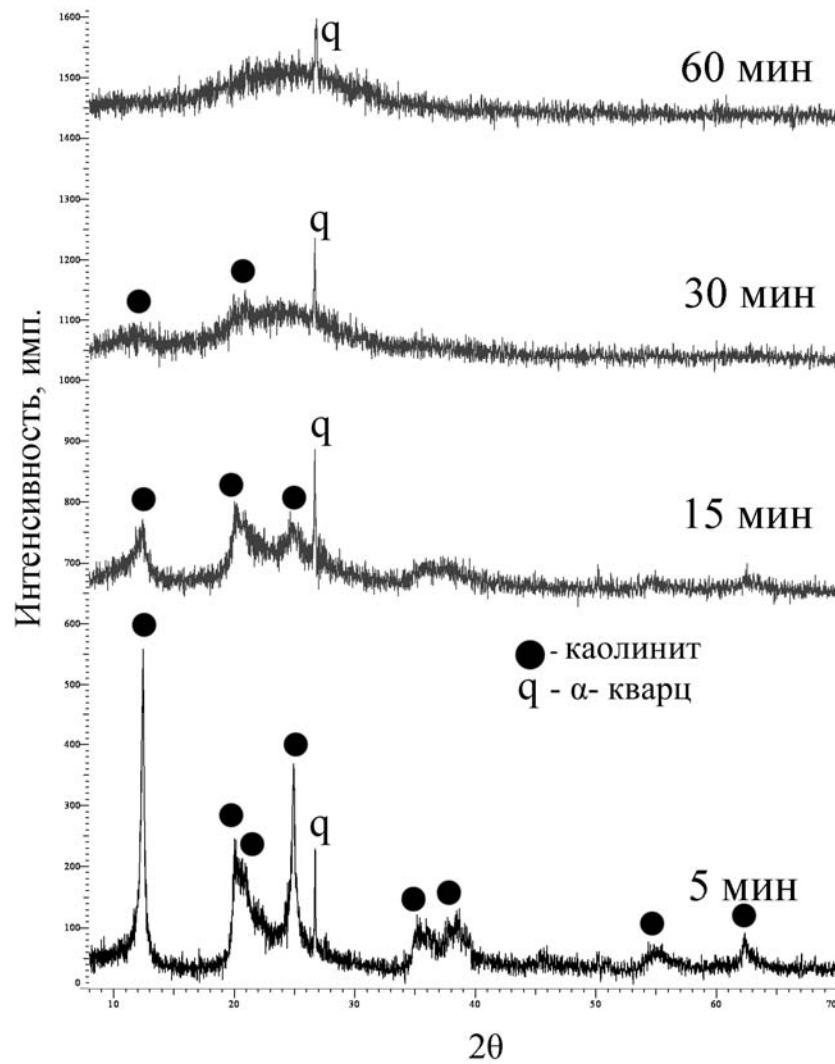 1600
q
60 мин
1500
1400
1300
q
1200
30 мин
1100
1000
q
900
15 мин
800
700
600
- каолинит
q - α- кварц
500
400
300
q
200
5 мин
100
0
10 20 30 40 50 60 70
Интенсивность, имп.
2θ